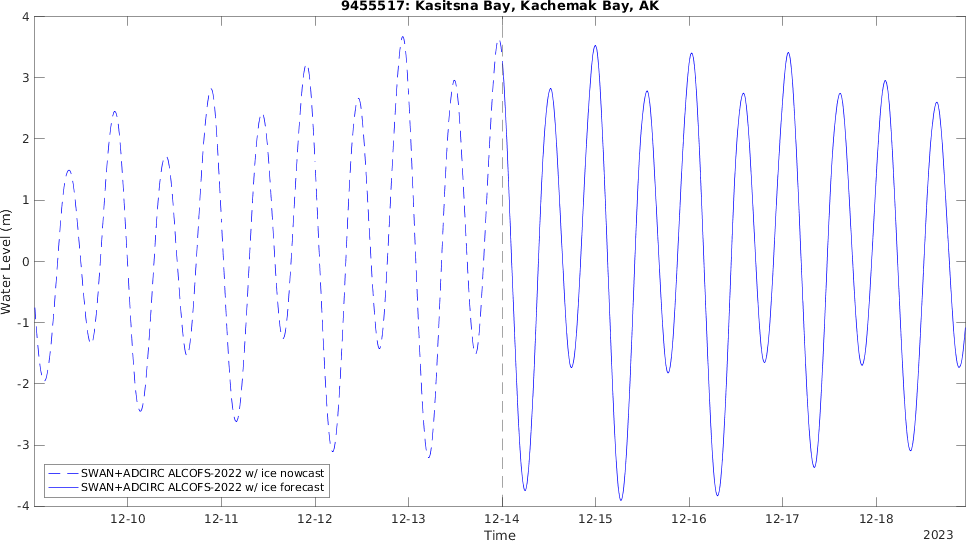 9455517: Kasitsna Bay, Kachemak Bay, AK
4
3
2
1
0
-1
-2
-3
-4
Water Level (m)
SWAN+ADCIRC ALCOFS-2022 w/ ice nowcast
SWAN+ADCIRC ALCOFS-2022 w/ ice forecast
12-10 12-11 12-12 12-13 12-14 12-15 12-16 12-17 12-18
Time
2023